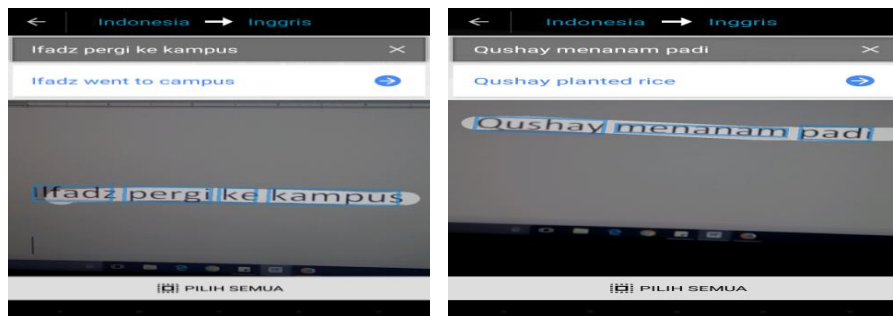 Indonesia → Inggris
Ifadz pergi ke kampus
Ifadz went to campus
Ifadz pergi ke kampus
PILIH SEMUA
Indonesia → Inggris
Qushay menanam padi
Qushay planted rice
Qushay menanam padi
PILIH SEMUA